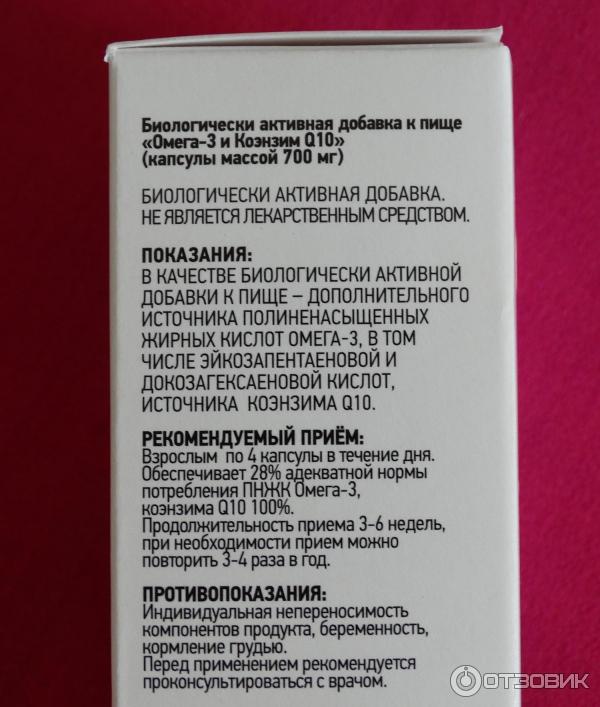 Биологически активная добавка к пище
«Омега-3 и Коэнзим Q10»
(капсулы массой 700 мг)
БИОЛОГИЧЕСКИ АКТИВНАЯ ДОБАВКА.
НЕ ЯВЛЯЕТСЯ ЛЕКАРСТВЕННЫМ СРЕДСТВОМ.
ПОКАЗАНИЯ:
В КАЧЕСТВЕ БИОЛОГИЧЕСКИ АКТИВНОЙ
ДОБАВКИ К ПИЩЕ – ДОПОЛНИТЕЛЬНОГО
ИСТОЧНИКА ПОЛИНЕНАСЫЩЕННЫХ
ЖИРНЫХ КИСЛОТ ОМЕГА-3, В ТОМ
ЧИСЛЕ ЭЙКОЗАПЕНТАЕНОВОЙ И
ДОКОЗАГЕКСАЕНОВОЙ КИСЛОТ,
ИСТОЧНИКА КОЭНЗИМА Q10.
РЕКОМЕНДУЕМЫЙ ПРИЁМ:
Взрослым по 4 капсулы в течение дня.
Обеспечивает 28% адекватной нормы
потребления ПНЖК Омега-3,
коэнзима Q10 100%.
Продолжительность приема 3-6 недель,
при необходимости прием можно
повторить 3-4 раза в год.
ПРОТИВОПОКАЗАНИЯ:
Индивидуальная непереносимость
компонентов продукта, беременность,
кормление грудью.
Перед применением рекомендуется
проконсультироваться с врачом.
ОТЗОВИК